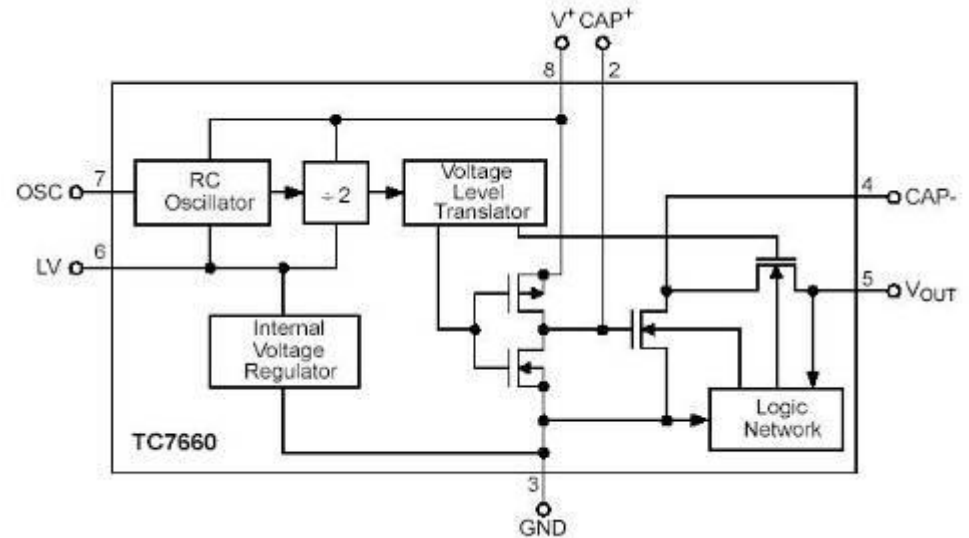 V+ CAP+
8 2
OSC 7
RC
Oscillator
÷2
Voltage
Level
Translator
4 CAP-
LV 6
5 VOUT
Internal
Voltage
Regulator
Logic
Network
TC7660
3
GND